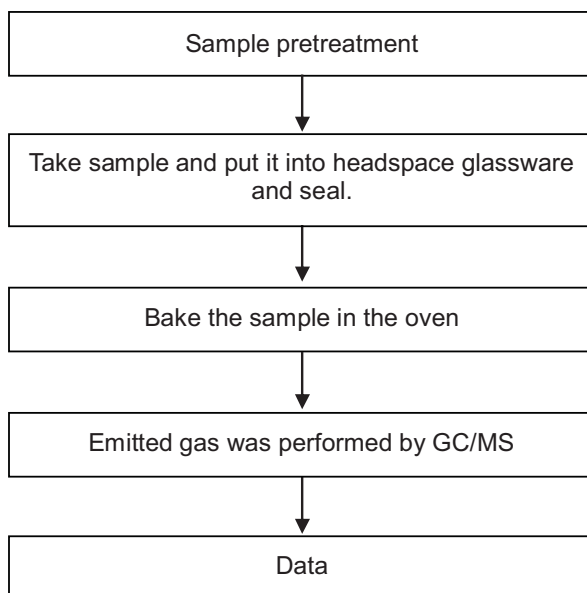 Sample pretreatment
Take sample and put it into headspace glassware
and seal.
Bake the sample in the oven
Emitted gas was performed by GC/MS
Data